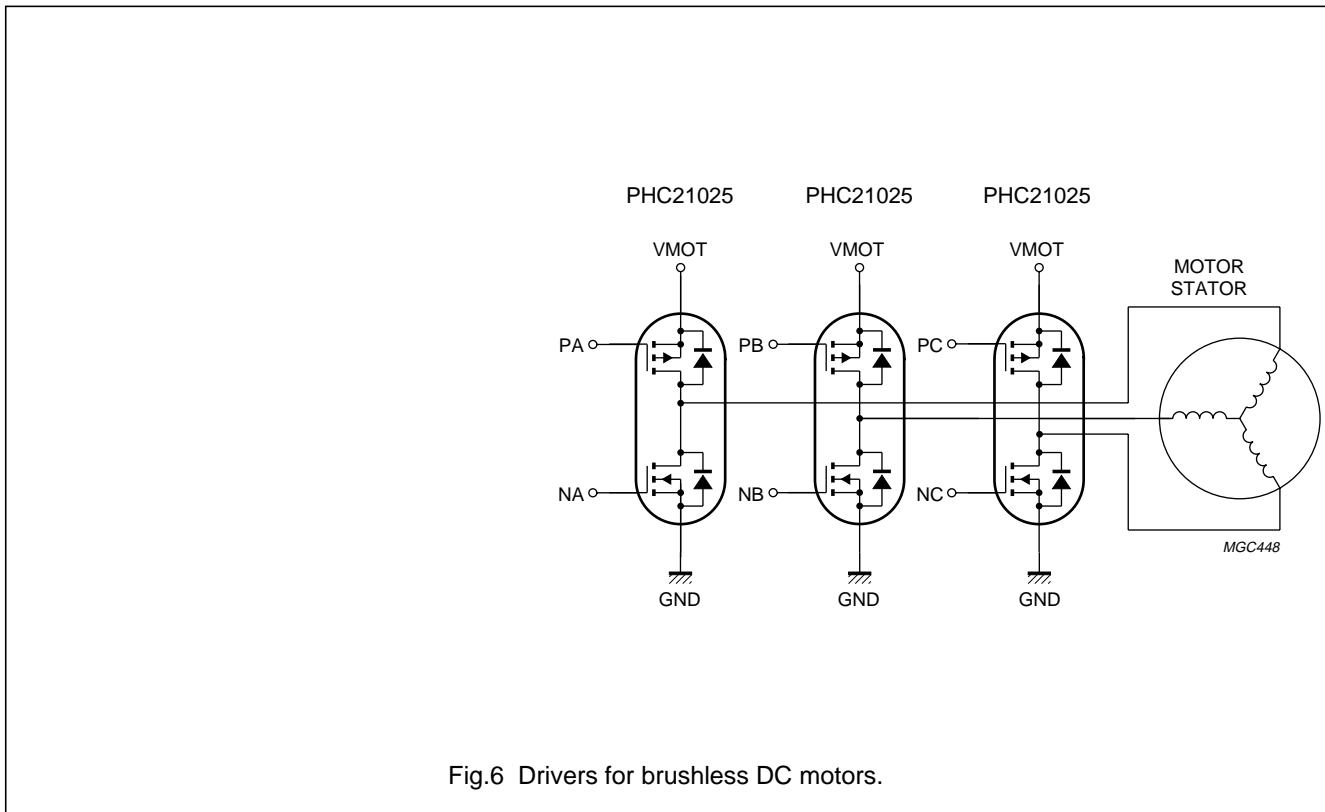 PHC21025 PHC21025 PHC21025
VMOT VMOT VMOT
MOTOR
STATOR
PA PB PC
NA NB NC
MGC448
GND GND GND
Fig.6 Drivers for brushless DC motors.